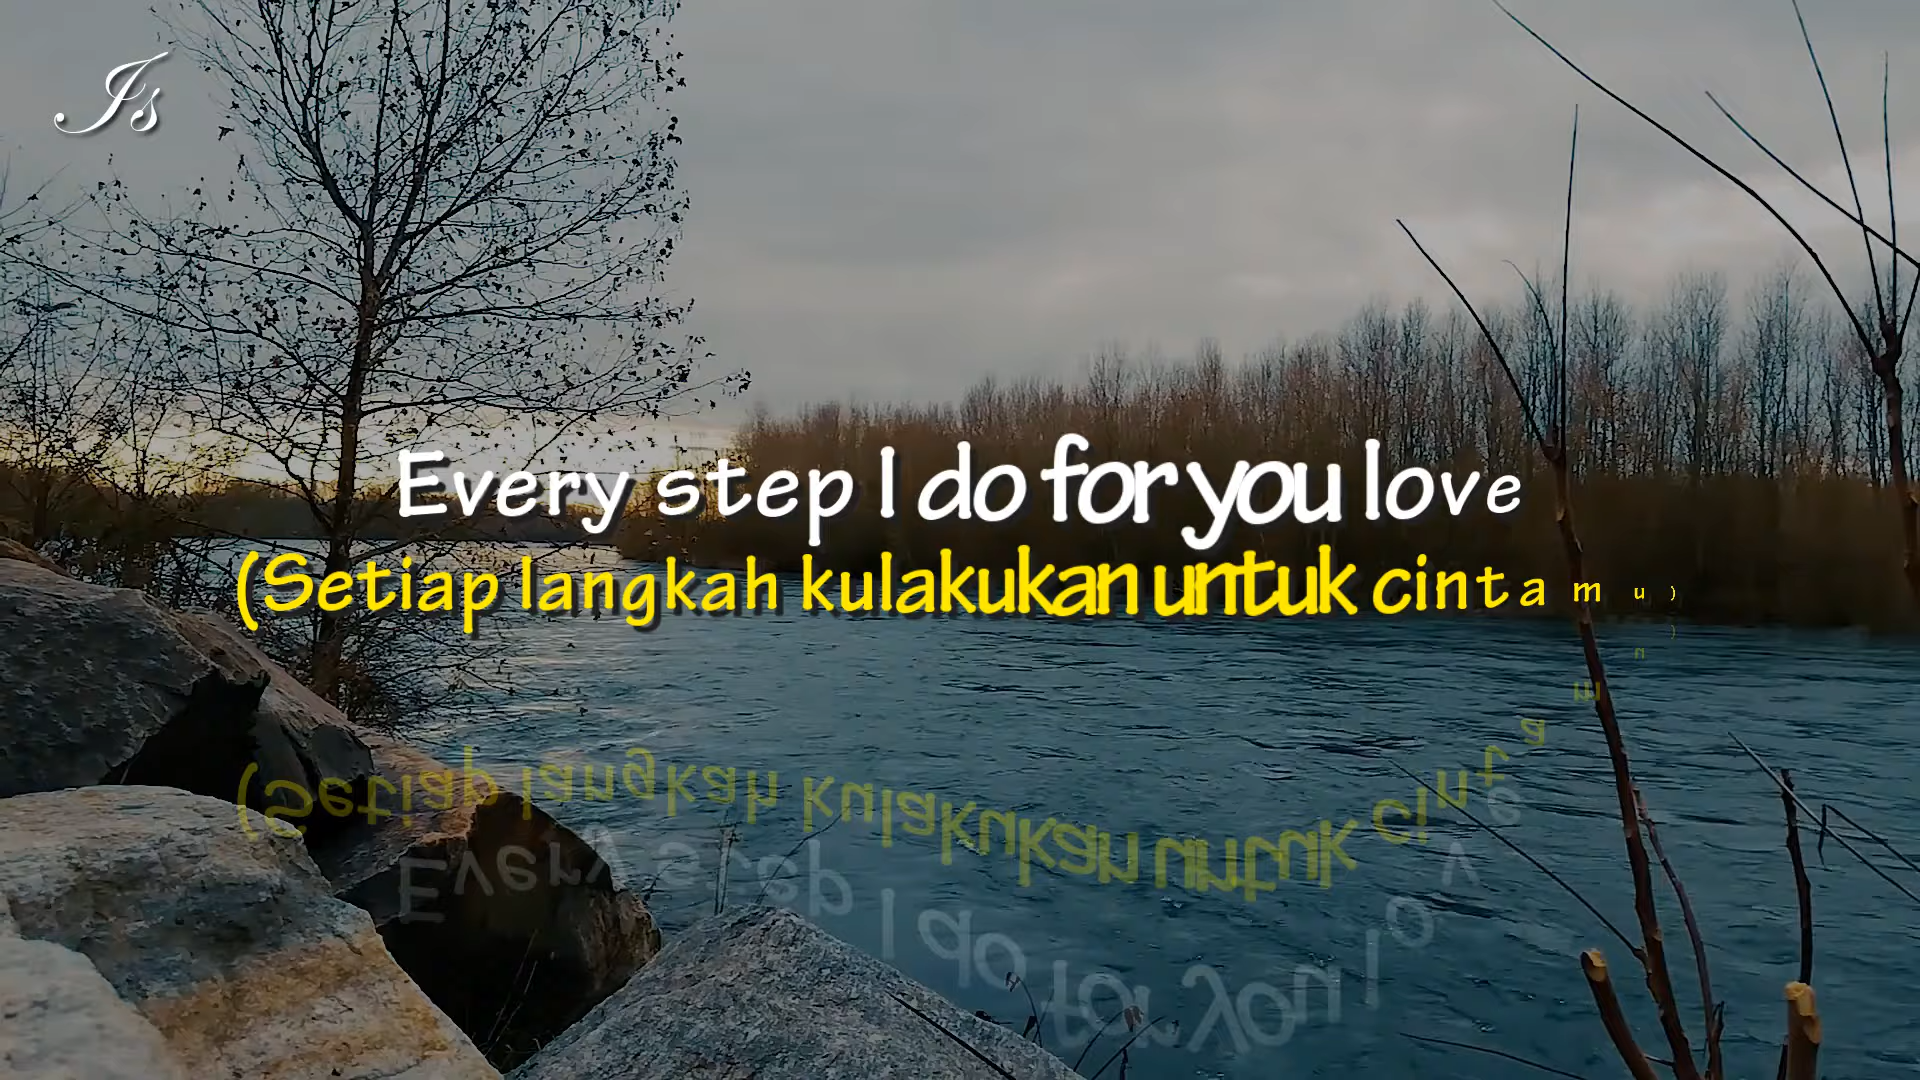 Js
Every step I do for you love
(Setiap langkah kulakukan untuk cintamu)